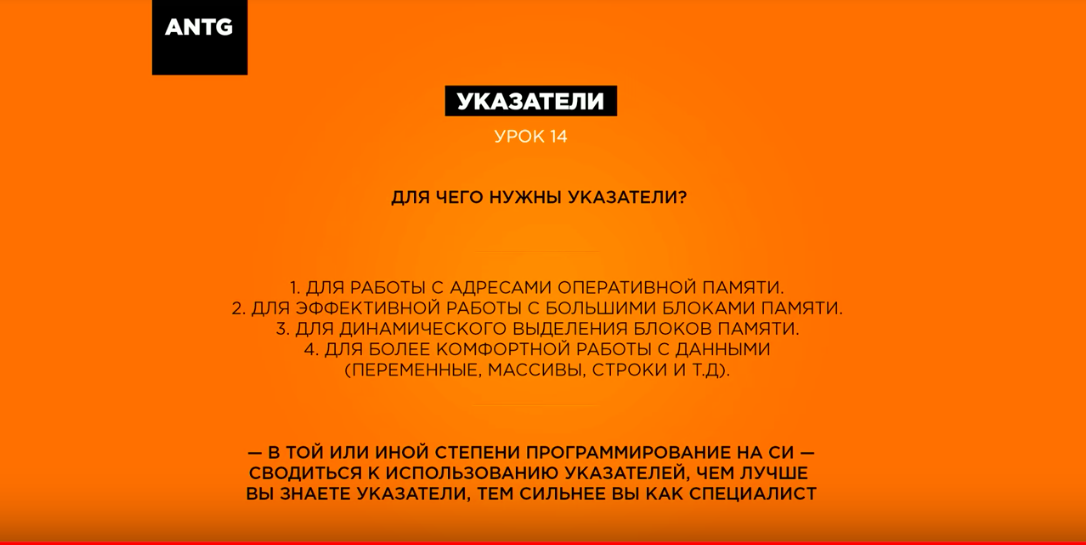 ANTG
УКАЗАТЕЛИ
УРОК 14
ДЛЯ ЧЕГО НУЖНЫ УКАЗАТЕЛИ?
1. ДЛЯ РАБОТЫ С АДРЕСАМИ ОПЕРАТИВНОЙ ПАМЯТИ.
2. ДЛЯ ЭФФЕКТИВНОЙ РАБОТЫ С БОЛЬШИМИ БЛОКАМИ ПАМЯТИ.
3. ДЛЯ ДИНАМИЧЕСКОГО ВЫДЕЛЕНИЯ БЛОКОВ ПАМЯТИ.
4. ДЛЯ БОЛЕЕ КОМФОРТНОЙ РАБОТЫ С ДАННЫМИ
(ПЕРЕМЕННЫЕ, МАССИВЫ, СТРОКИ И Т.Д).
— В ТОЙ ИЛИ ИНОЙ СТЕПЕНИ ПРОГРАММИРОВАНИЕ НА СИ —
СВОДИТЬСЯ К ИСПОЛЬЗОВАНИЮ УКАЗАТЕЛЕЙ, ЧЕМ ЛУЧШЕ
ВЫ ЗНАЕТЕ УКАЗАТЕЛИ, ТЕМ СИЛЬНЕЕ ВЫ КАК СПЕЦИАЛИСТ